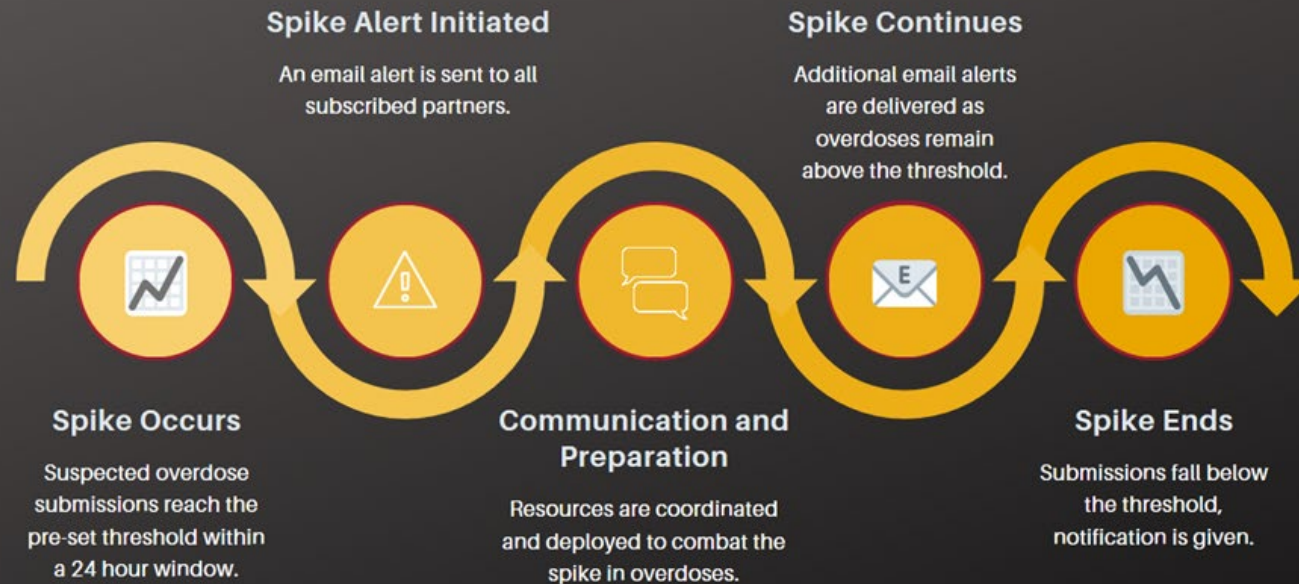 Spike Occurs
Suspected overdose
submissions reach the
pre-set threshold within
a 24 hour window.
Spike Alert Initiated
An email alert is sent to all
subscribed partners.
Communication and
Preparation
Resources are coordinated
and deployed to combat the
spike in overdoses.
Spike Continues
Additional email alerts
are delivered as
overdoses remain
above the threshold.
E
Spike Ends
Submissions fall below
the threshold,
notification is given.